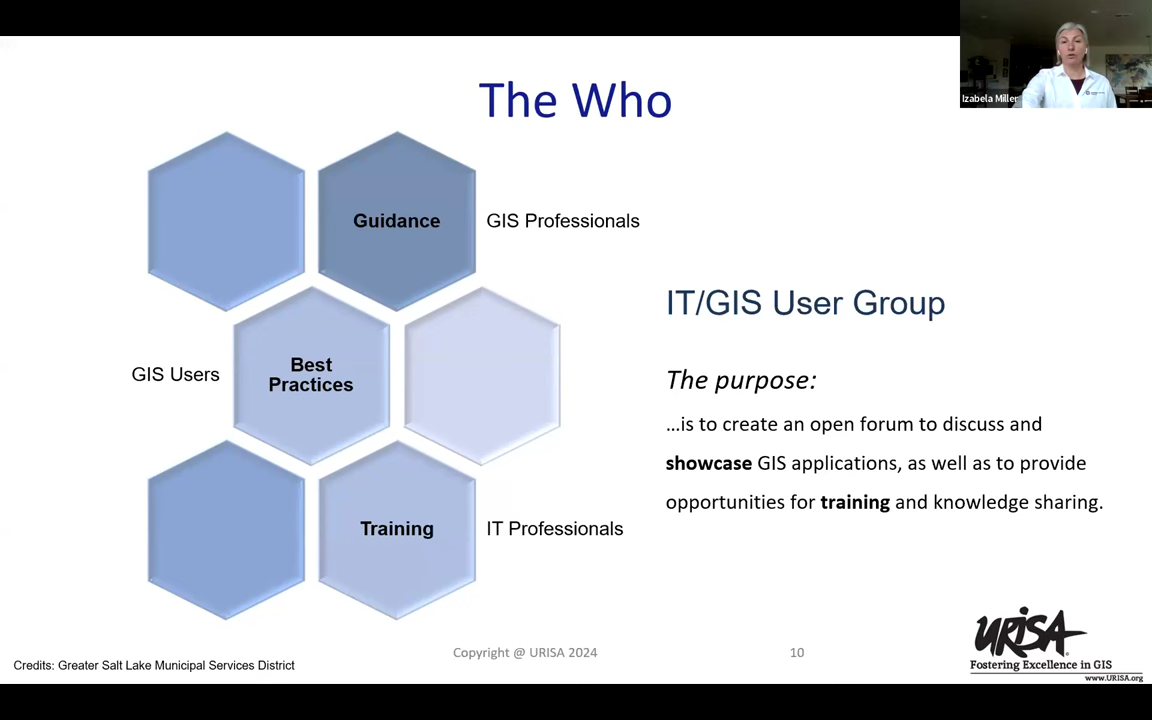 The Who
Izabela Miller
Guidance
GIS Professionals
GIS Users
Best
Practices
Training
IT Professionals
IT/GIS User Group
The purpose:
...is to create an open forum to discuss and
showcase GIS applications, as well as to provide
opportunities for training and knowledge sharing.
Credits: Greater Salt Lake Municipal Services District
Copyright @ URISA 2024
10
URISA
Fostering Excellence in GIS
www.URISA.org